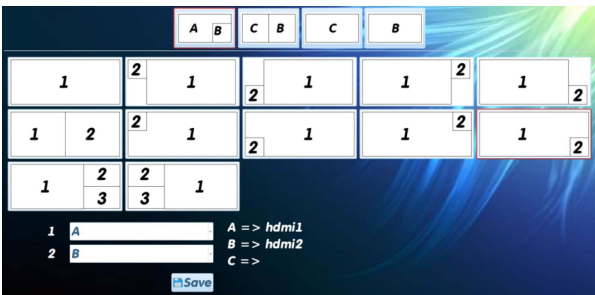 A B C B C B
1 2 1 2 1 1 2 1 2
1 2 2 1 2 1 1 2 1 2
1 2 3 2 3 1
1 A
2 B
A => hdmi1
B => hdmi2
C =>
Save